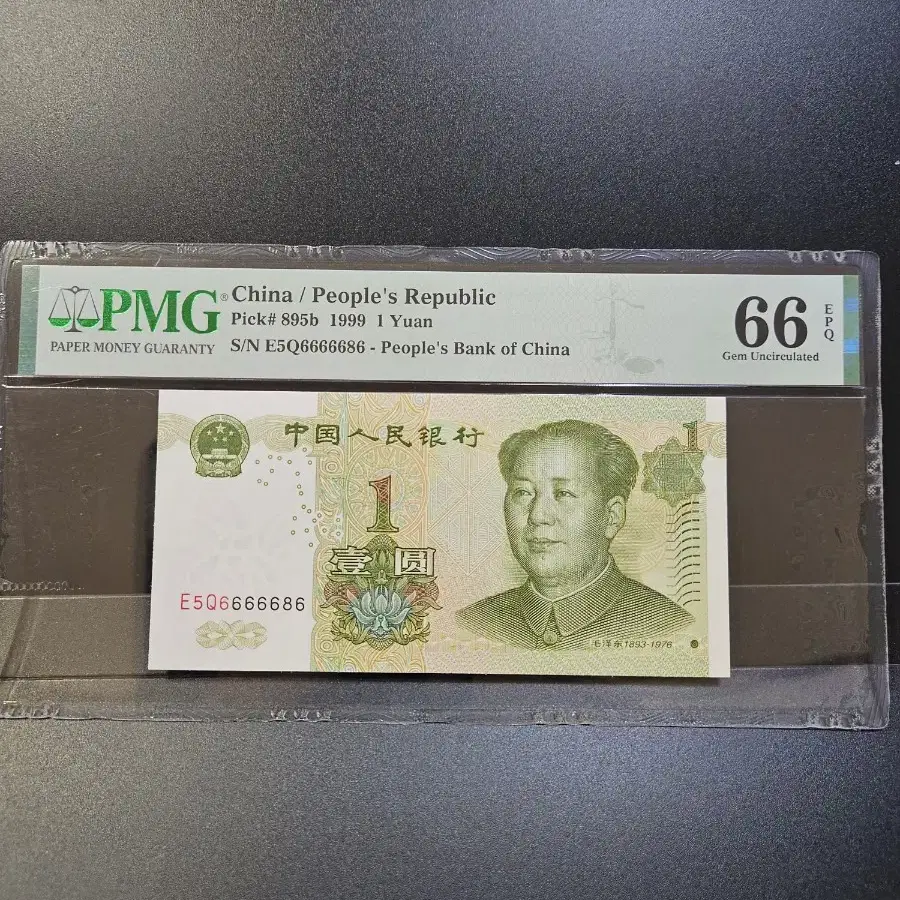 PMG® China / People's Republic
Pick# 895b 1999 1 Yuan
PAPER MONEY GUARANTY
S/N E5Q6666686 - People's Bank of China
66 EPQ
Gem Uncirculated
中国人民银行
1
1
壹圆
E5Q6666686
毛泽东1893-1976